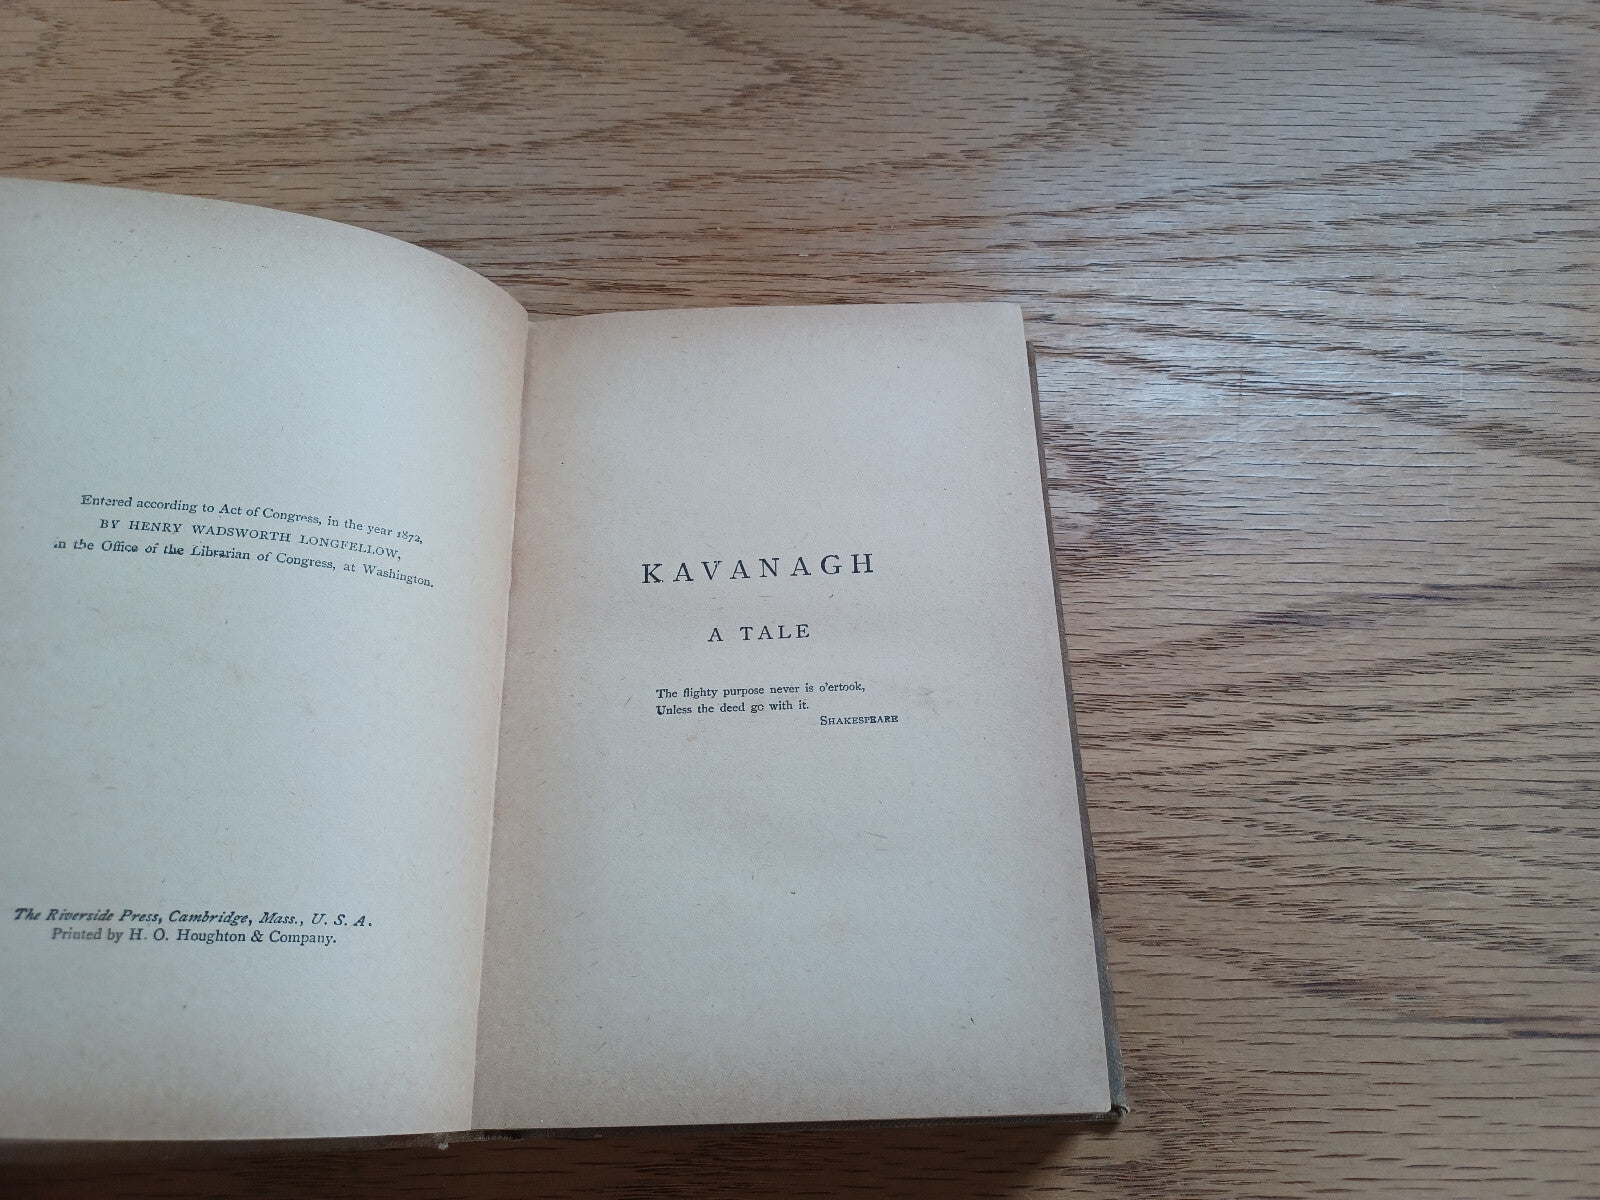 Entered according to Act of Congress, in the year 1872,
BY HENRY WADSWORTH LONGFELLOW,
in the Office of the Librarian of Congress, at Washington.
The Riverside Press, Cambridge, Mass., U. S. A.
Printed by H. O. Houghton & Company.
KAVANAGH
A TALE
The flighty purpose never is o'ertook,
Unless the deed go with it.
SHAKESPEARE